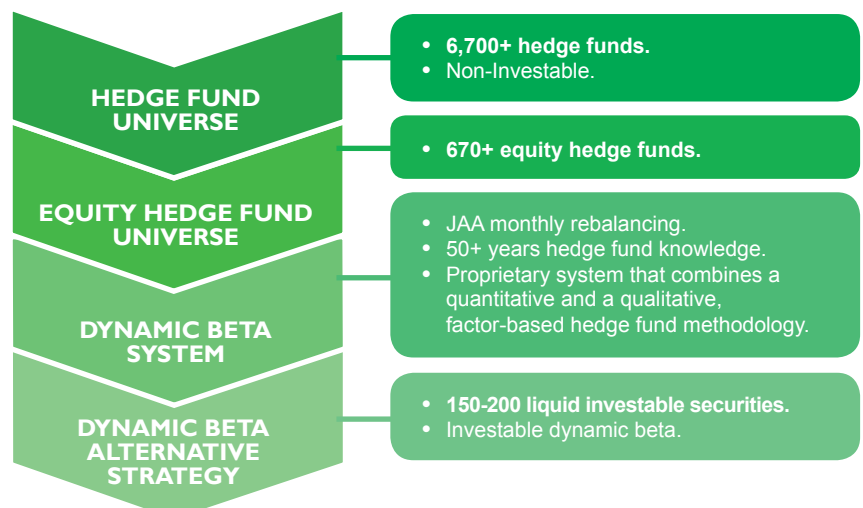 HEDGE FUND
UNIVERSE
• 6,700+ hedge funds.
• Non-Investable.
EQUITY HEDGE FUND
UNIVERSE
• 670+ equity hedge funds.
DYNAMIC BETA
SYSTEM
• JAA monthly rebalancing.
• 50+ years hedge fund knowledge.
• Proprietary system that combines a
quantitative and a qualitative,
factor-based hedge fund methodology.
DYNAMIC BETA
ALTERNATIVE
STRATEGY
• 150-200 liquid investable securities.
• Investable dynamic beta.